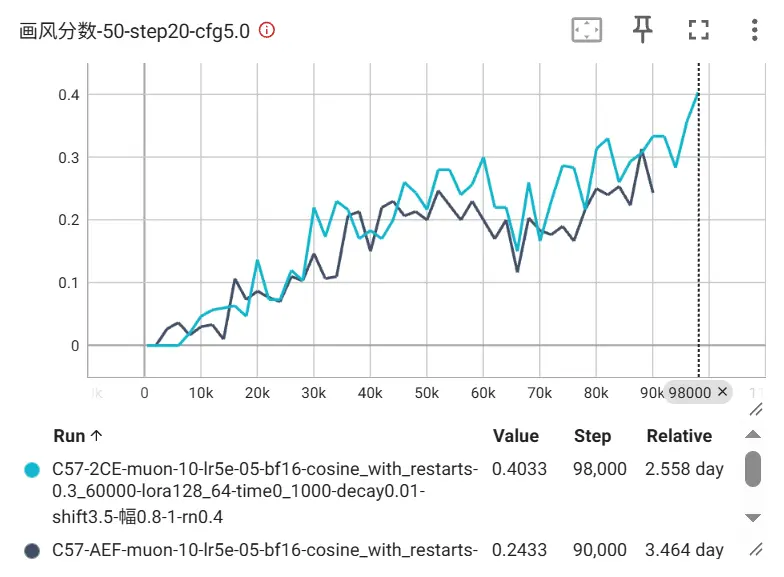 画风分数-50-step20-cfg5.0
0.4
0.3
0.2
0.1
0
0 10k 20k 30k 40k 50k 60k 70k 80k 90k 98000
Run Value Step Relative
C57-2CE-muon-10-lr5e-05-bf16-cosine_with_restarts- 0.4033 98,000 2.558 day
0.3_60000-lora128_64-time0_1000-decay0.01-
shift3.5-幅0.8-1-rn0.4
C57-AEF-muon-10-lr5e-05-bf16-cosine_with_restarts- 0.2433 90,000 3.464 day